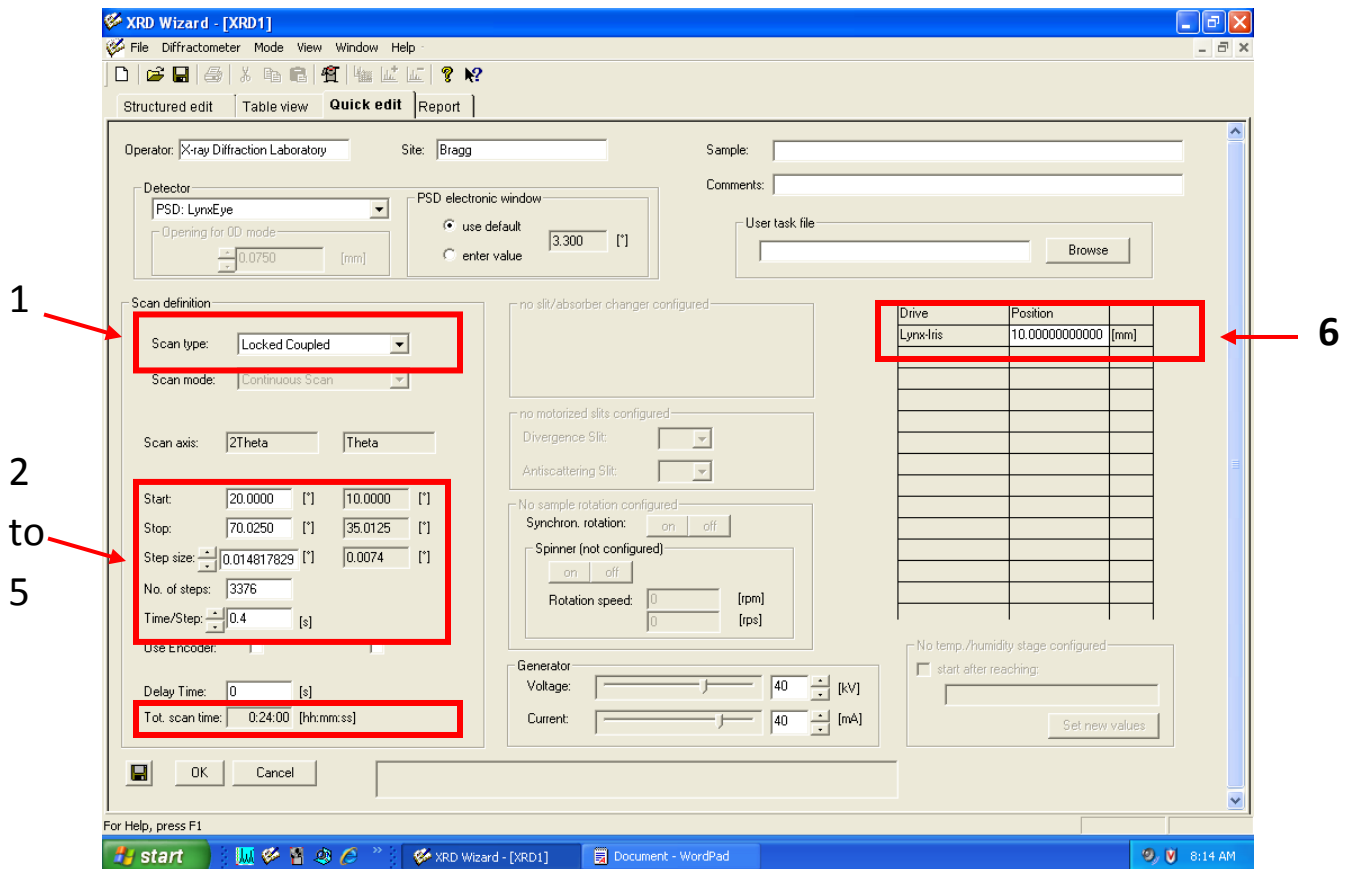 XRD Wizard - [XRD1]
File Diffractometer Mode View Window Help
Structured edit Table view Quick edit Report
Operator: X-ray Diffraction Laboratory Site: Bragg Sample:
Comments:
Detector
PSD: LynxEye
PSD electronic window
use default
3.300 [°]
enter value
Opening for 0D mode
0.0750 [mm]
User task file
Browse
1
Scan definition
Scan type: Locked Coupled
Scan mode: Continuous Scan
Scan axis: 2Theta Theta
2
to
5
Start: 20.0000 [°] 10.0000 [°]
Stop: 70.0250 [°] 35.0125 [°]
Step size: 0.014817829 [°] 0.0074 [°]
No. of steps: 3376
Time/Step: 0.4 [s]
Use Encoder:
Delay Time: 0 [s]
Tot. scan time: 0:24:00 [hh:mm:ss]
no slit/absorber changer configured
no motorized slits configured
Divergence Slit:
Antiscattering Slit:
No sample rotation configured
Synchron. rotation: on off
Spinner (not configured)
on off
Rotation speed: 0 [rpm]
0 [rps]
Generator
Voltage: 40 [kV]
Current: 40 [mA]
Drive Position
Lynx-Iris 10.00000000000 [mm]
6
No temp./humidity stage configured
start after reaching:
Set new values
OK Cancel
For Help, press F1
start XRD Wizard - [XRD1] Document - WordPad 8:14 AM